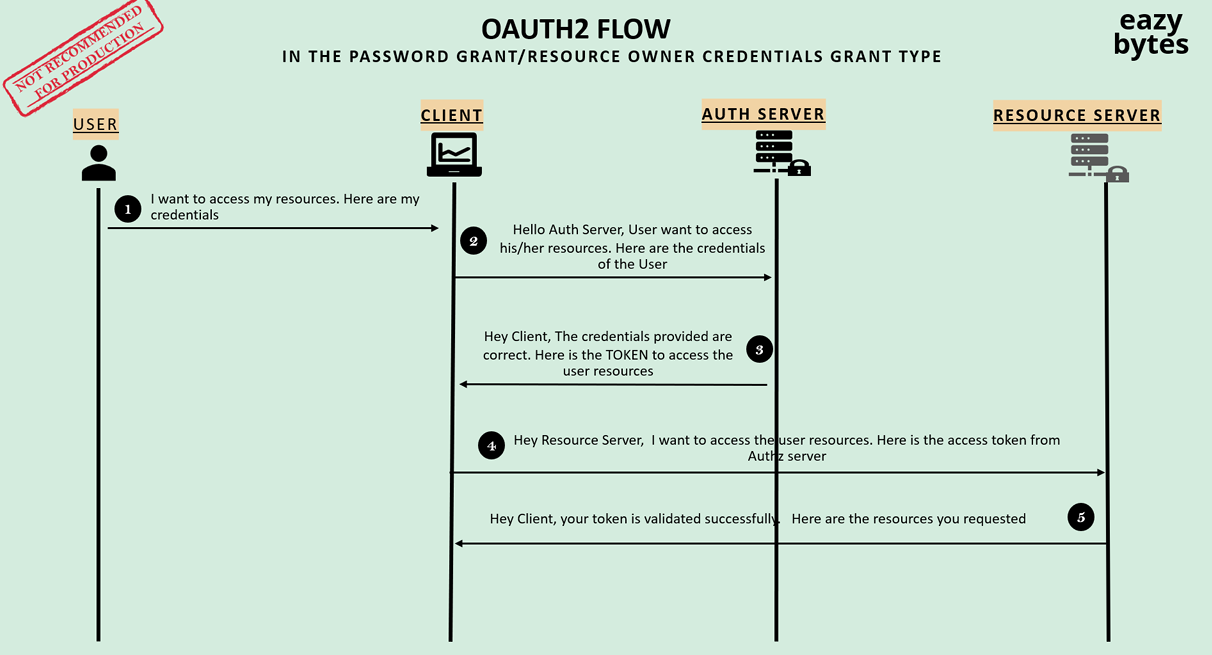 NOT RECOMMENDED
FOR PRODUCTION
OAUTH2 FLOW
IN THE PASSWORD GRANT/RESOURCE OWNER CREDENTIALS GRANT TYPE
eazy
bytes
USER
CLIENT
AUTH SERVER
RESOURCE SERVER
1
I want to access my resources. Here are my
credentials
2
Hello Auth Server, User want to access
his/her resources. Here are the credentials
of the User
Hey Client, The credentials provided are
correct. Here is the TOKEN to access the
user resources
3
4
Hey Resource Server, I want to access the user resources. Here is the access token from
Authz server
Hey Client, your token is validated successfully. Here are the resources you requested
5